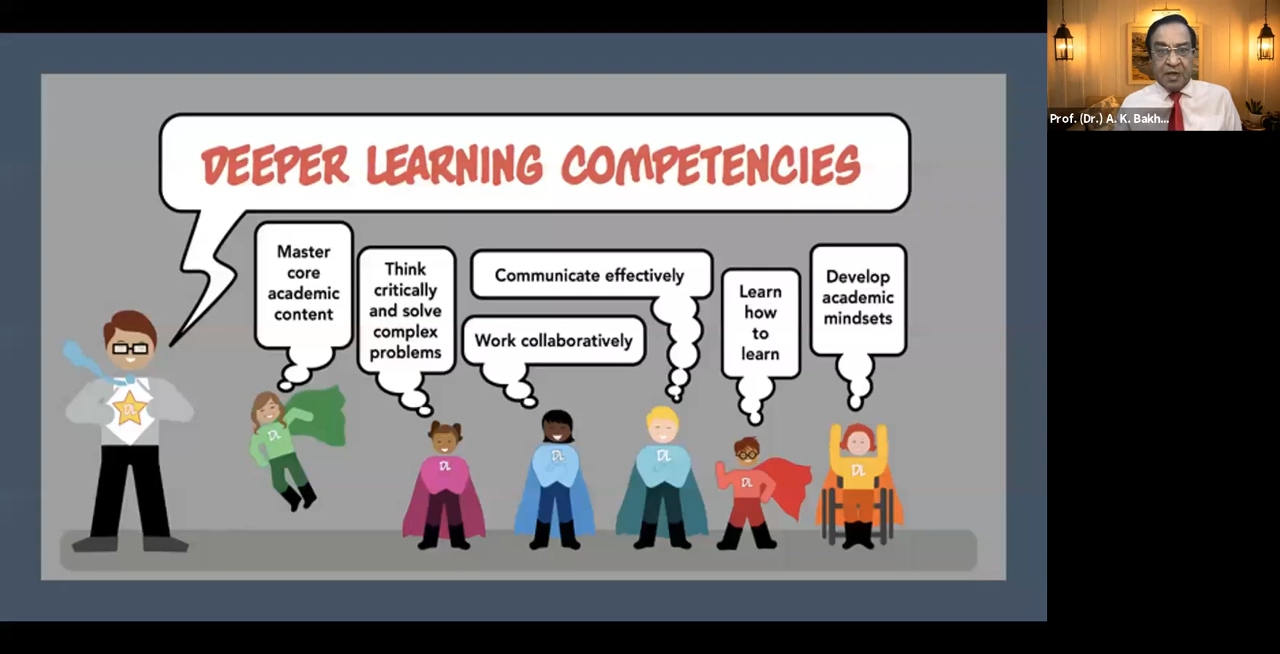 DEEPER LEARNING COMPETENCIES
Master
core
academic
content
Think
critically
and solve
complex
problems
Communicate effectively
Work collaboratively
Learn
how
to
learn
Develop
academic
mindsets
DL
DL
DL
DL
DL
DL
DL
Prof. (Dr.) A. K. Bakh...